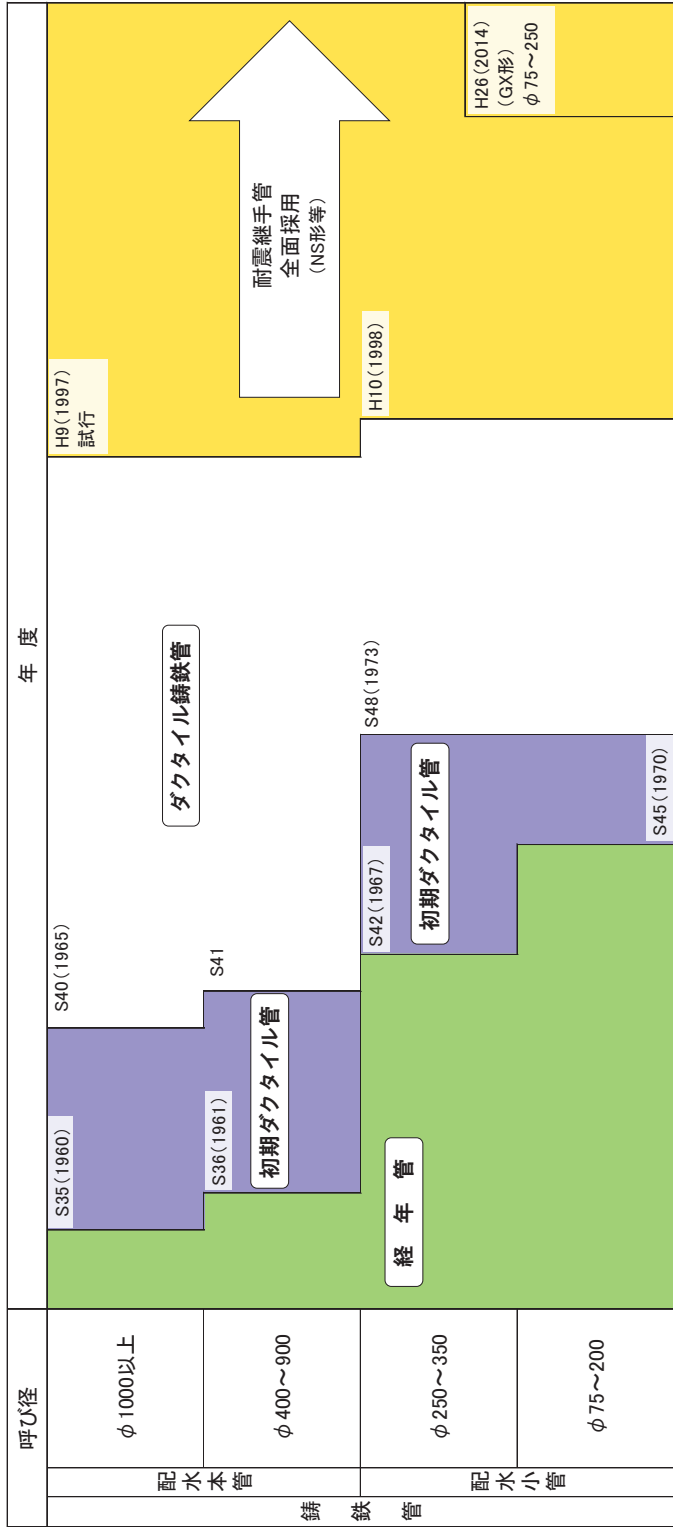 呼び径
年 度
鋳鉄管
配水本管
φ1000以上
S35(1960)
S40(1965)
H9(1997)
試行
ダクタイル鋳鉄管
φ400～900
S36(1961)
S41
初期ダクタイル管
耐震継手管
全面採用
(NS形等)
配水小管
φ250～350
経 年 管
S42(1967)
S48(1973)
H10(1998)
初期ダクタイル管
H26(2014)
(GX形)
φ75～250
φ75～200
S45(1970)